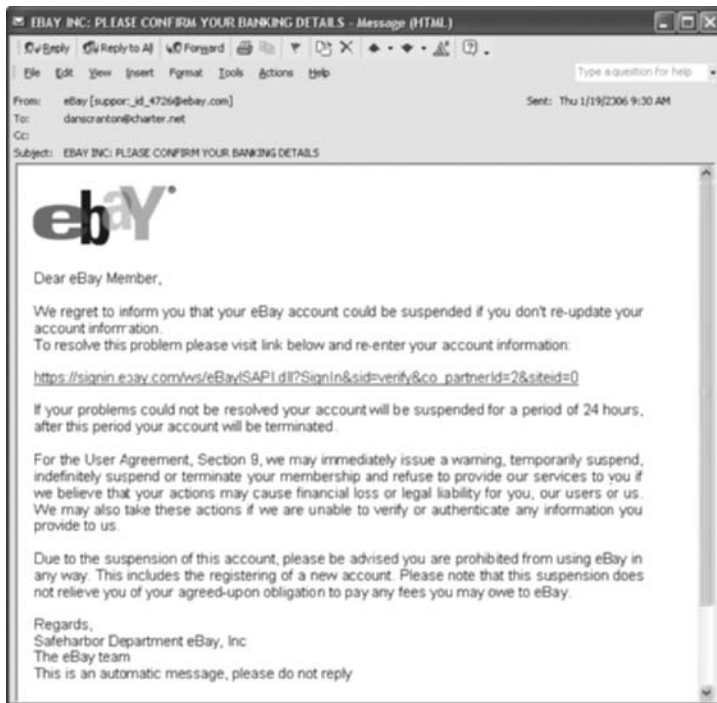 EBAY INC: PLEASE CONFIRM YOUR BANKING DETAILS - Message (HTML)
Reply Reply to All Forward
File Edit View Insert Format Tools Actions Help Type a question for help
From: eBay [suppor:_id_4726@ebay.com] Sent: Thu 1/19/2006 9:30 AM
To: danscranton@charter.net
Cc:
Subject: EBAY INC: PLEASE CONFIRM YOUR BANKING DETAILS
ebaY®
Dear eBay Member,
We regret to inform you that your eBay account could be suspended if you don't re-update your
account information.
To resolve this problem please visit link below and re-enter your account information:
https://signin.ebay.com/ws/eBayISAPI.dll?SignIn&sid=verify&co_partnerId=2&siteid=0
If your problems could not be resolved your account will be suspended for a period of 24 hours,
after this period your account will be terminated.
For the User Agreement, Section 9, we may immediately issue a warning, temporarily suspend,
indefinitely suspend or terminate your membership and refuse to provide our services to you if
we believe that your actions may cause financial loss or legal liability for you, our users or us.
We may also take these actions if we are unable to verify or authenticate any information you
provide to us.
Due to the suspension of this account, please be advised you are prohibited from using eBay in
any way. This includes the registering of a new account. Please note that this suspension does
not relieve you of your agreed-upon obligation to pay any fees you may owe to eBay.
Regards,
Safeharbor Department eBay, Inc
The eBay team
This is an automatic message, please do not reply